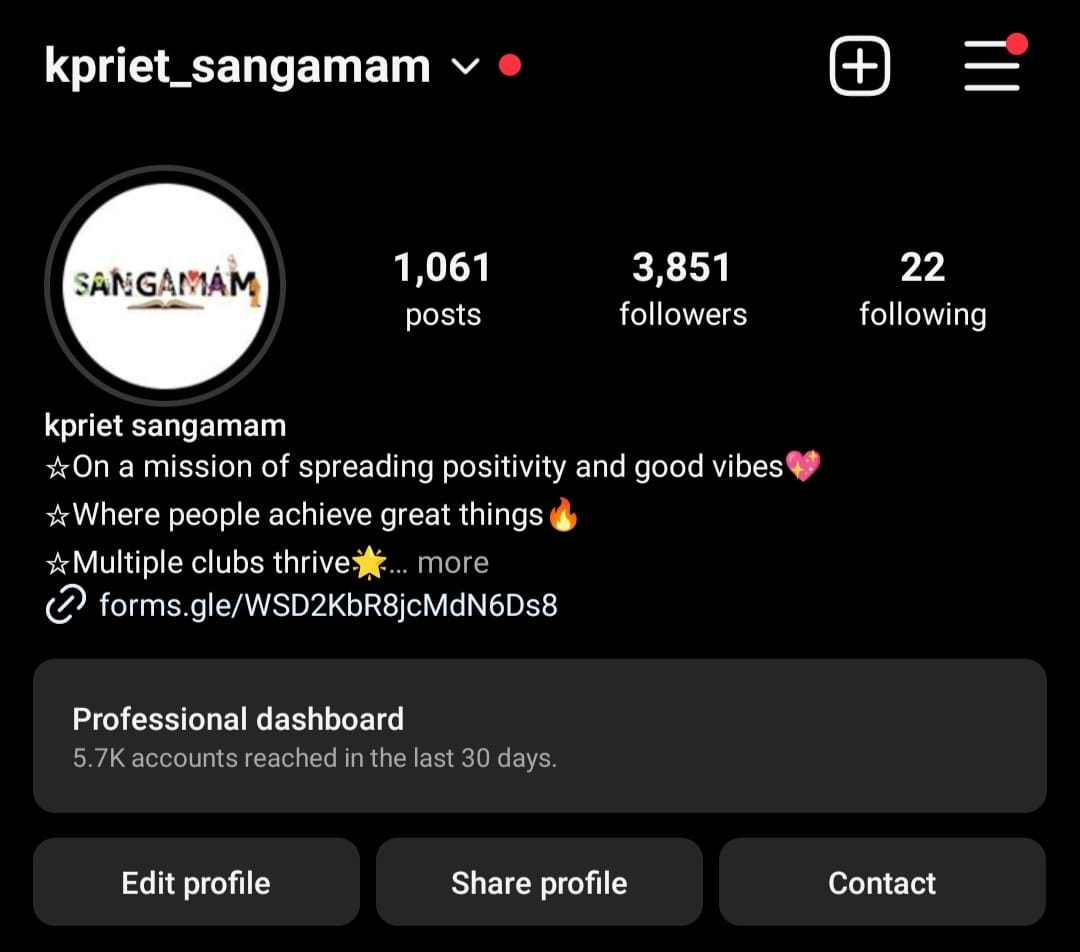 kpriet_sangamam
SANGAMAM
1,061 3,851 22
posts followers following
kpriet sangamam
☆On a mission of spreading positivity and good vibes💖
☆Where people achieve great things🔥
☆Multiple clubs thrive🌟... more
forms.gle/WSD2KbR8jcMdN6Ds8
Professional dashboard
5.7K accounts reached in the last 30 days.
Edit profile Share profile Contact